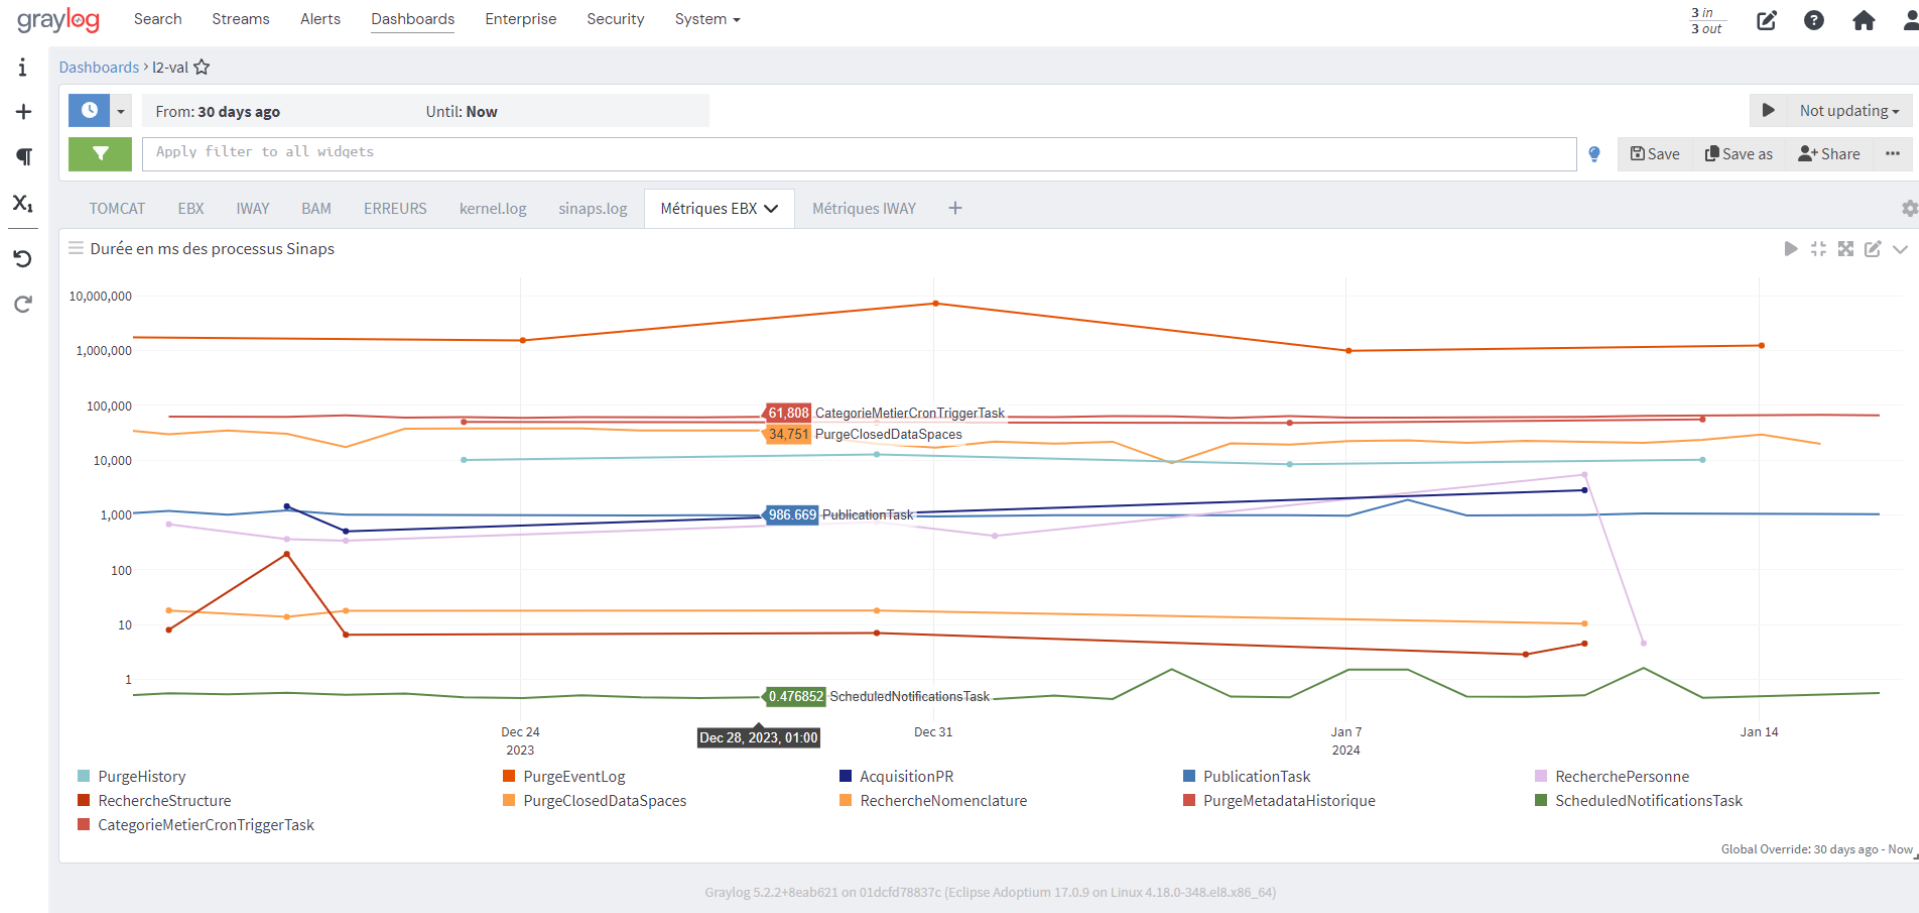 graylog Search Streams Alerts Dashboards Enterprise Security System 3 in
3 out
Dashboards › l2-val
From: 30 days ago Until: Now Not updating
Apply filter to all widgets Save Save as Share
TOMCAT EBX IWAY BAM ERREURS kernel.log sinaps.log Métriques EBX Métriques IWAY
Durée en ms des processus Sinaps
10,000,000
1,000,000
100,000
61,808 CategorieMetierCronTriggerTask
34,751 PurgeClosedDataSpaces
10,000
1,000
986.669 PublicationTask
100
10
1
0.476852 ScheduledNotificationsTask
Dec 24 Dec 31 Jan 7 Jan 14
2023 2024
Dec 28, 2023, 01:00
PurgeHistory PurgeEventLog AcquisitionPR PublicationTask RecherchePersonne
RechercheStructure PurgeClosedDataSpaces RechercheNomenclature PurgeMetadataHistorique ScheduledNotificationsTask
CategorieMetierCronTriggerTask
Global Override: 30 days ago - Now
Graylog 5.2.2+8eab621 on 01dcfd78837c (Eclipse Adoptium 17.0.9 on Linux 4.18.0-348.el8.x86_64)